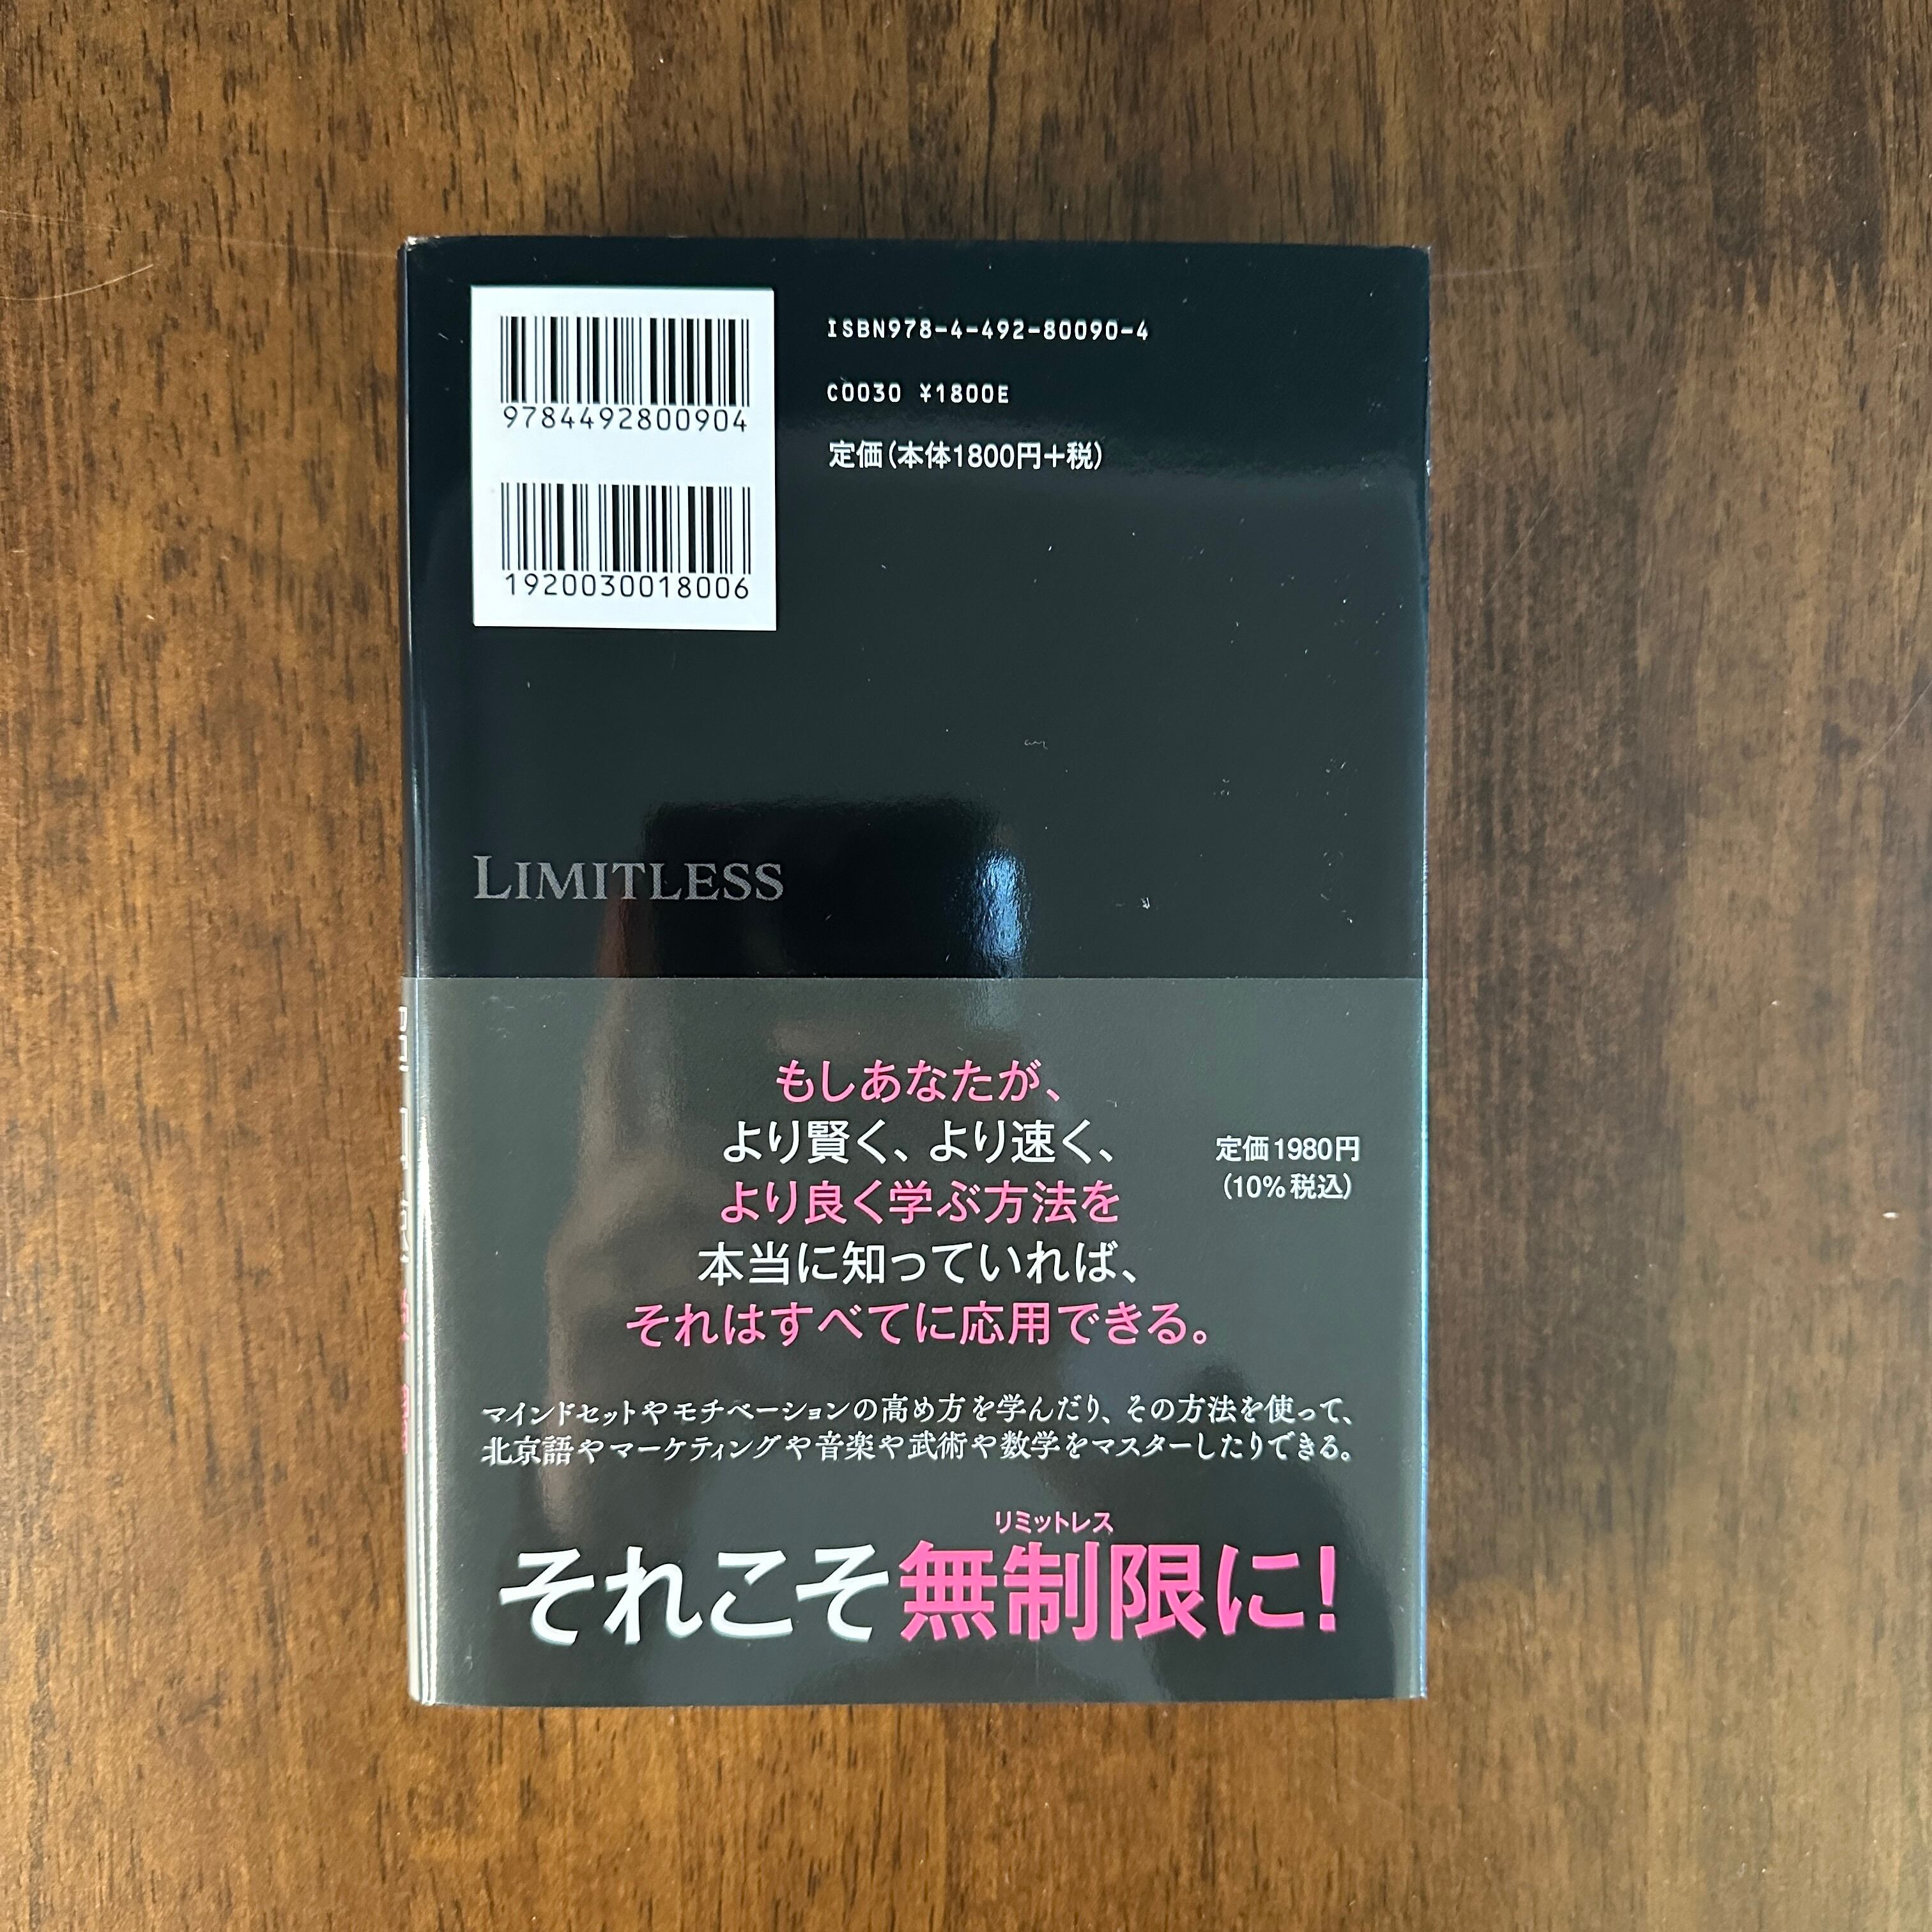 9784492800904
1920030018006
ISBN978-4-492-80090-4
C0030 ¥1800E
定価(本体1800円+税)
LIMITLESS
もしあなたが、
より賢く、より速く、
より良く学ぶ方法を
本当に知っていれば、
それはすべてに応用できる。
定価1980円
(10%税込)
マインドセットやモチベーションの高め方を学んだり、その方法を使って、
北京語やマーケティングや音楽や武術や数学をマスターしたりできる。
リミットレス
それこそ無制限に!